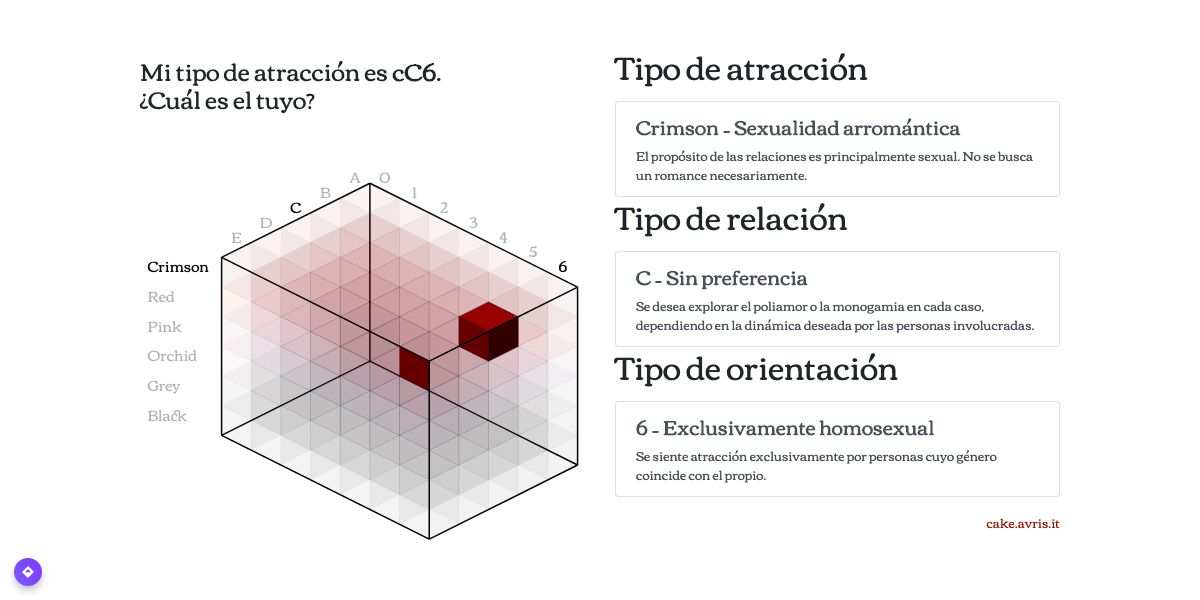 Mi tipo de atracción es cC6.
¿Cuál es el tuyo?
A
B
C
D
E
0
1
2
3
4
5
6
Crimson
Red
Pink
Orchid
Grey
Black
Tipo de atracción
Crimson – Sexualidad arromántica
El propósito de las relaciones es principalmente sexual. No se busca
un romance necesariamente.
Tipo de relación
C – Sin preferencia
Se desea explorar el poliamor o la monogamia en cada caso,
dependiendo en la dinámica deseada por las personas involucradas.
Tipo de orientación
6 – Exclusivamente homosexual
Se siente atracción exclusivamente por personas cuyo género
coincide con el propio.
cake.avris.it